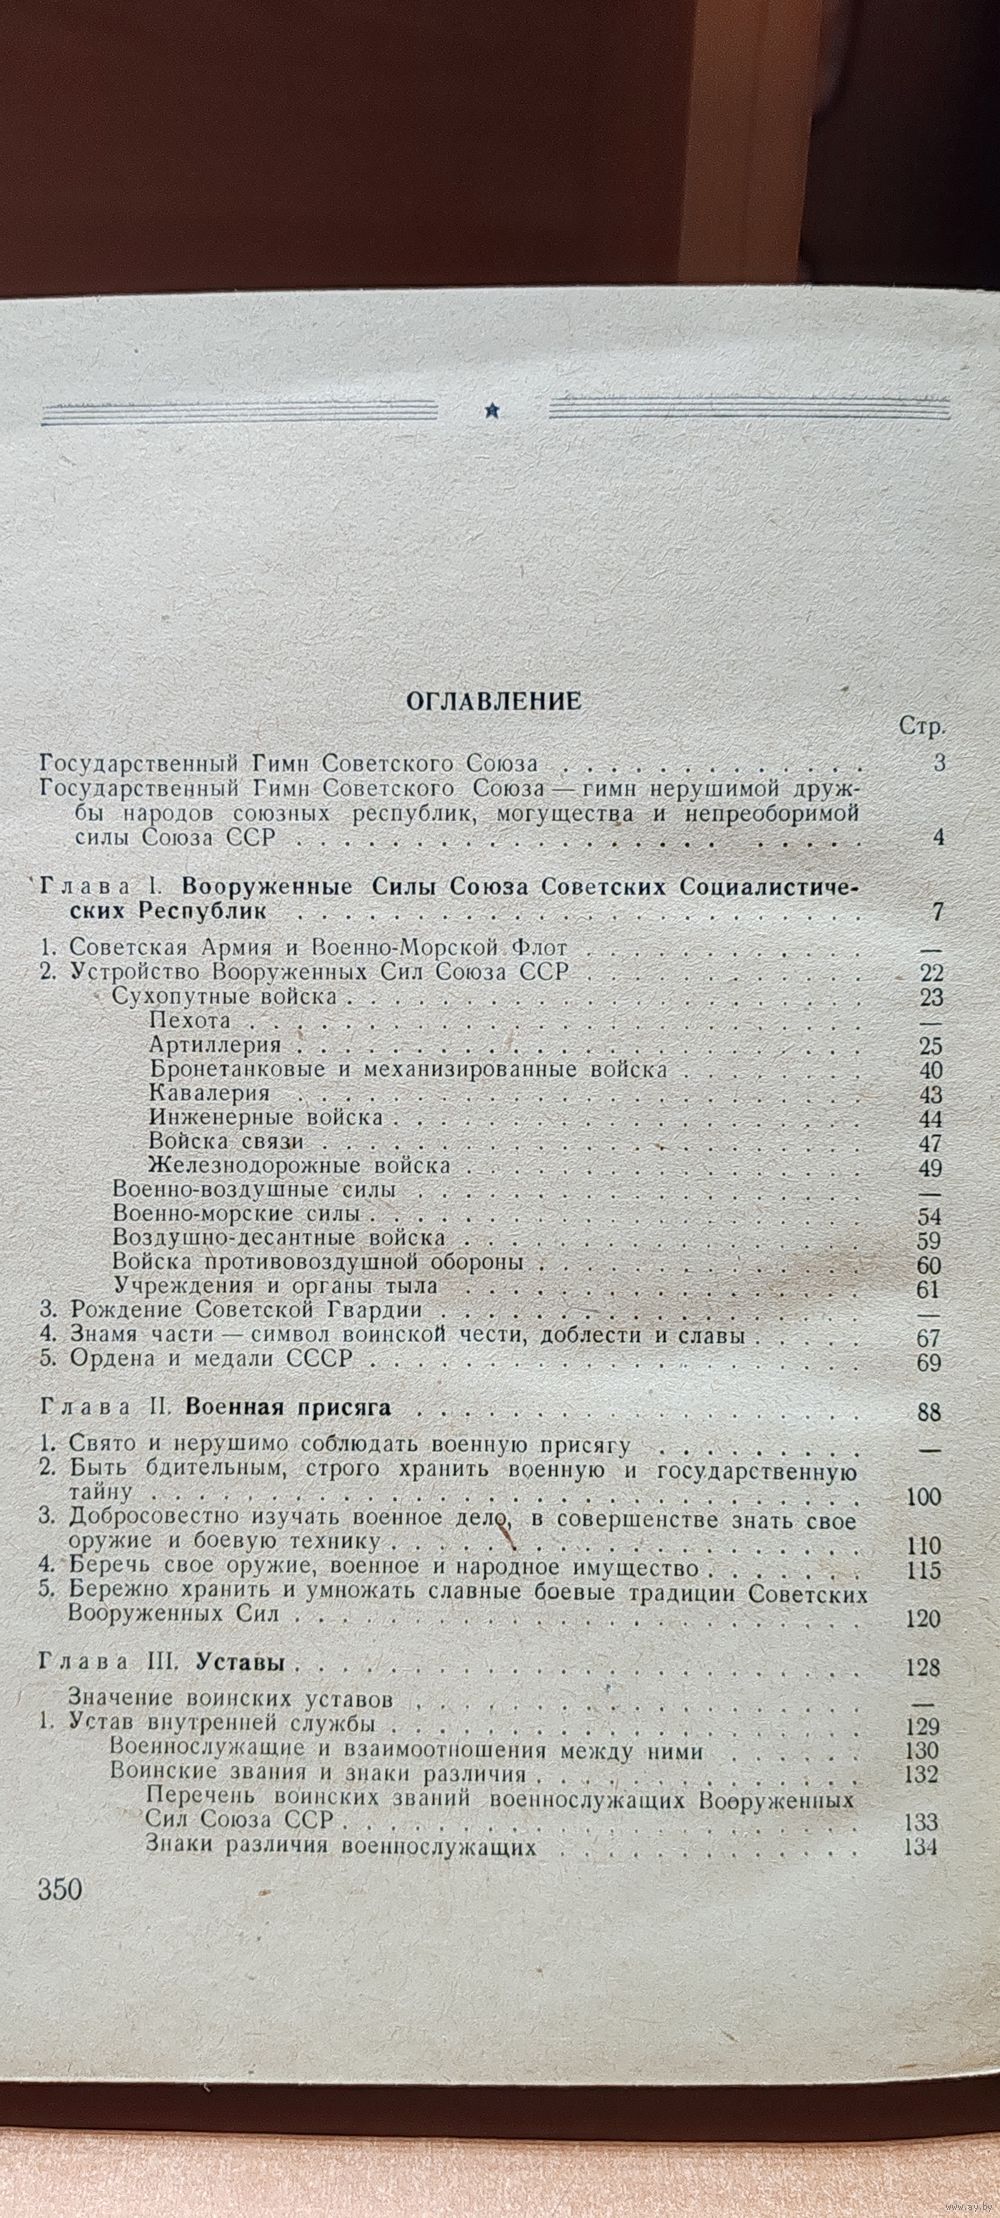 ОГЛАВЛЕНИЕ
Стр.
Государственный Гимн Советского Союза . . . . . . . . . . . . . 3
Государственный Гимн Советского Союза — гимн нерушимой друж-
бы народов союзных республик, могущества и непреоборимой
силы Союза ССР . . . . . . . . . . . . . . . . . . . . . . . 4
Глава I. Вооруженные Силы Союза Советских Социалистиче-
ских Республик . . . . . . . . . . . . . . . . . . . . . . . 7
1. Советская Армия и Военно-Морской Флот . . . . . . . . . . . . —
2. Устройство Вооруженных Сил Союза ССР . . . . . . . . . . . . 22
Сухопутные войска . . . . . . . . . . . . . . . . . . . . . . 23
Пехота . . . . . . . . . . . . . . . . . . . . . . . . . . —
Артиллерия . . . . . . . . . . . . . . . . . . . . . . . . 25
Бронетанковые и механизированные войска . . . . . . . . 40
Кавалерия . . . . . . . . . . . . . . . . . . . . . . . . 43
Инженерные войска . . . . . . . . . . . . . . . . . . . . 44
Войска связи . . . . . . . . . . . . . . . . . . . . . . . 47
Железнодорожные войска . . . . . . . . . . . . . . . . . 49
Военно-воздушные силы . . . . . . . . . . . . . . . . . . . —
Военно-морские силы . . . . . . . . . . . . . . . . . . . . . 54
Воздушно-десантные войска . . . . . . . . . . . . . . . . . 59
Войска противовоздушной обороны . . . . . . . . . . . . . . 60
Учреждения и органы тыла . . . . . . . . . . . . . . . . . 61
3. Рождение Советской Гвардии . . . . . . . . . . . . . . . . . . —
4. Знамя части — символ воинской чести, доблести и славы . . . . . 67
5. Ордена и медали СССР . . . . . . . . . . . . . . . . . . . . . 69
Глава II. Военная присяга . . . . . . . . . . . . . . . . . . . 88
1. Свято и нерушимо соблюдать военную присягу . . . . . . . . . —
2. Быть бдительным, строго хранить военную и государственную
тайну . . . . . . . . . . . . . . . . . . . . . . . . . . . . . 100
3. Добросовестно изучать военное дело, в совершенстве знать свое
оружие и боевую технику . . . . . . . . . . . . . . . . . . . . 110
4. Беречь свое оружие, военное и народное имущество . . . . . . . 115
5. Бережно хранить и умножать славные боевые традиции Советских
Вооруженных Сил . . . . . . . . . . . . . . . . . . . . . . . . 120
Глава III. Уставы . . . . . . . . . . . . . . . . . . . . . . . . 128
Значение воинских уставов . . . . . . . . . . . . . . . . . . . —
1. Устав внутренней службы . . . . . . . . . . . . . . . . . . . . 129
Военнослужащие и взаимоотношения между ними . . . . . . 130
Воинские звания и знаки различия . . . . . . . . . . . . . . 132
Перечень воинских званий военнослужащих Вооруженных
Сил Союза ССР . . . . . . . . . . . . . . . . . . . . . . 133
Знаки различия военнослужащих . . . . . . . . . . . . . 134
350
www.ay.by